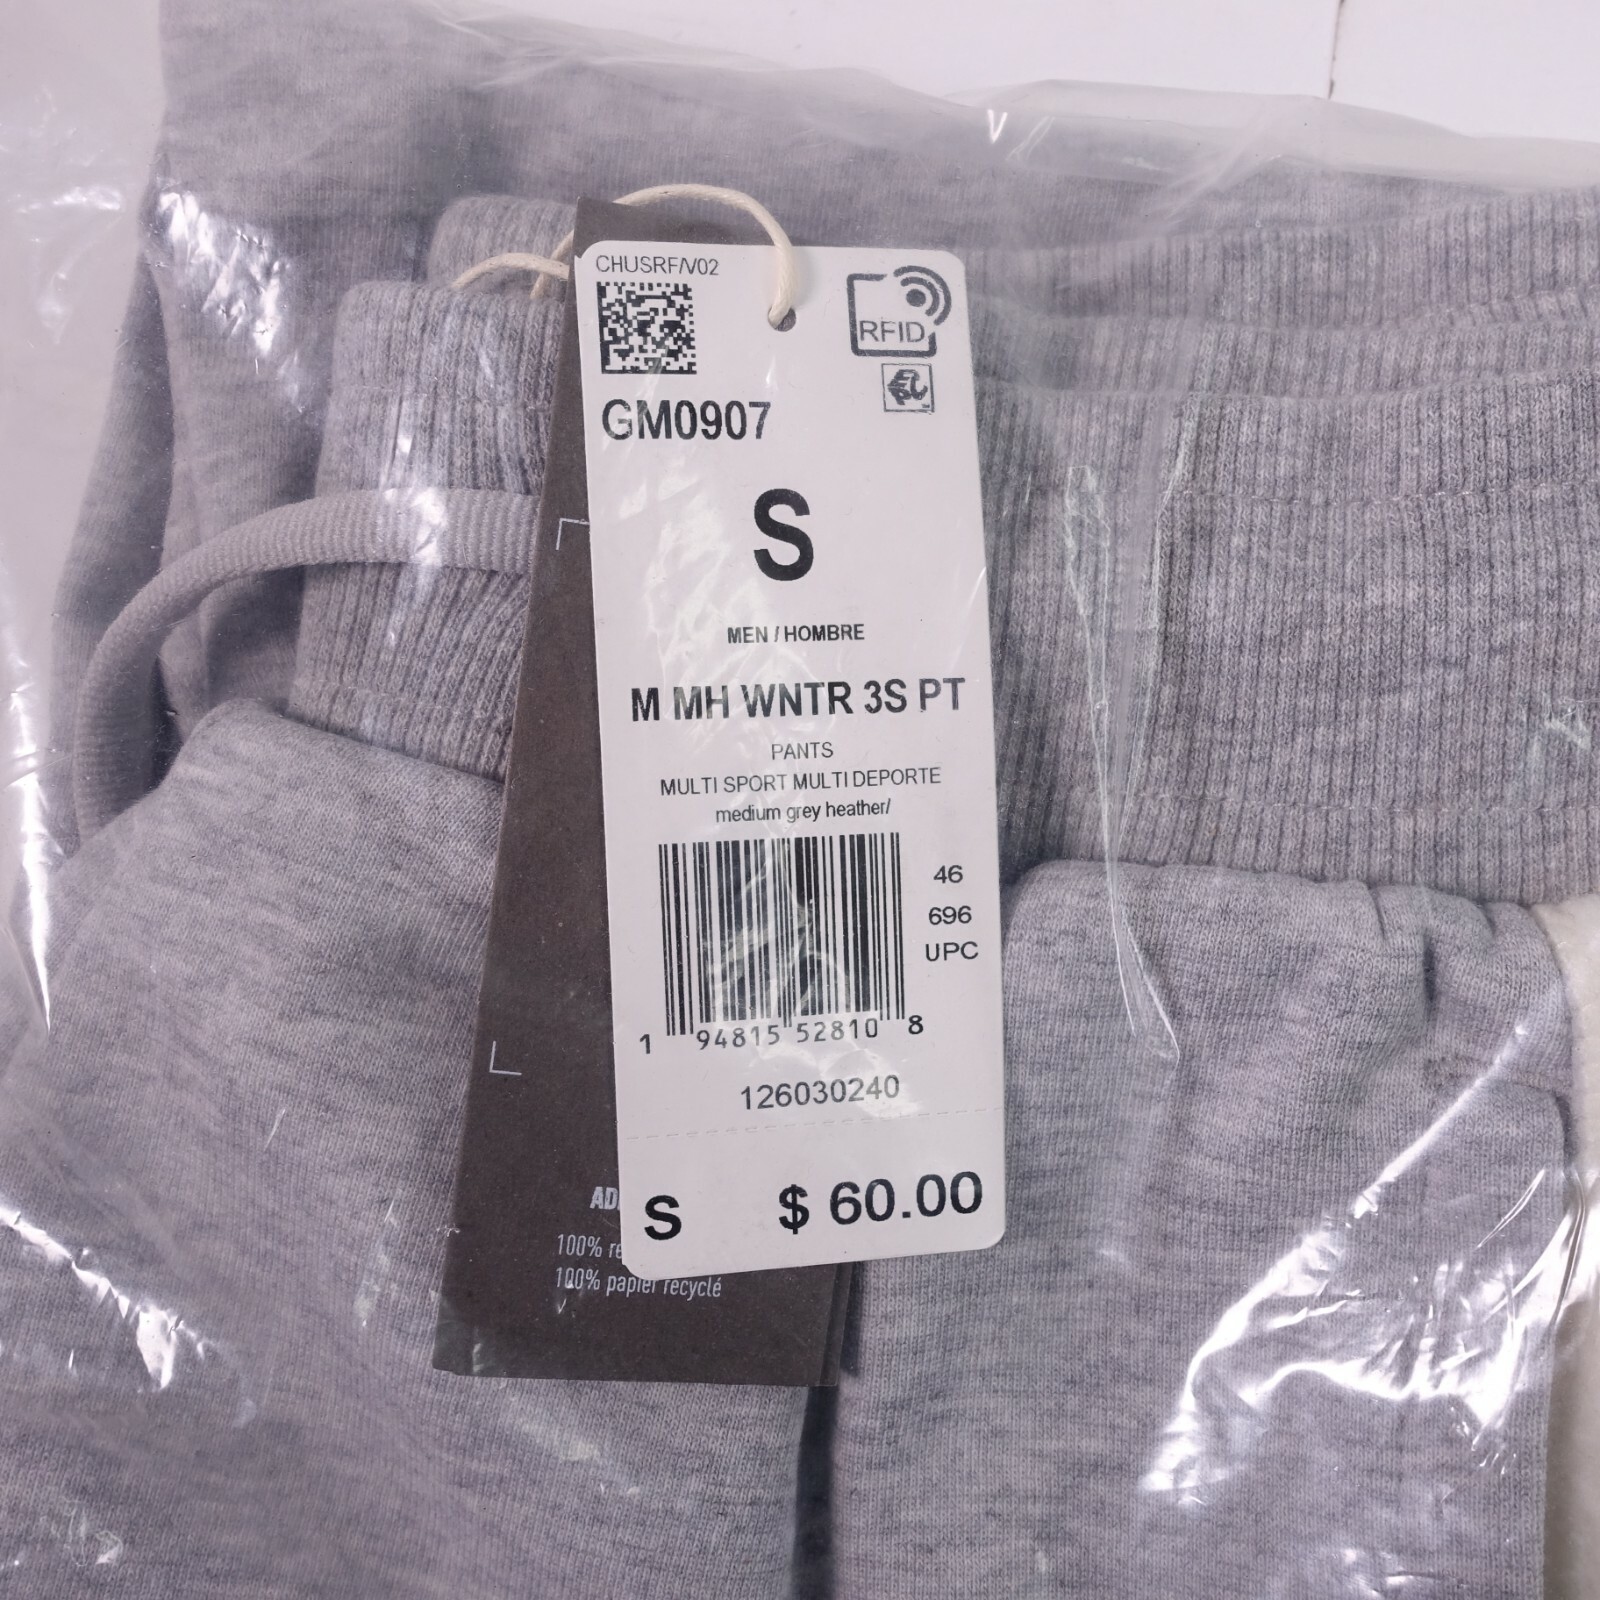 CHUSRF/V02
RFID
GM0907
S
MEN / HOMBRE
M MH WNTR 3S PT
PANTS
MULTI SPORT MULTI DEPORTE
medium grey heather/
46
696
UPC
1 94815 52810 8
126030240
S $ 60.00
100%
100% papier recyclé